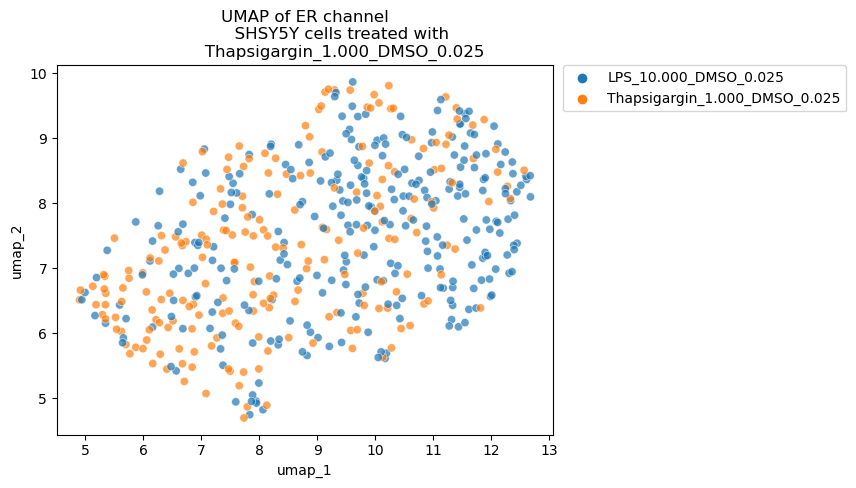 UMAP of ER channel
SHSY5Y cells treated with
Thapsigargin_1.000_DMSO_0.025
LPS_10.000_DMSO_0.025
Thapsigargin_1.000_DMSO_0.025
umap_2
10
9
8
7
6
5
5 6 7 8 9 10 11 12 13
umap_1